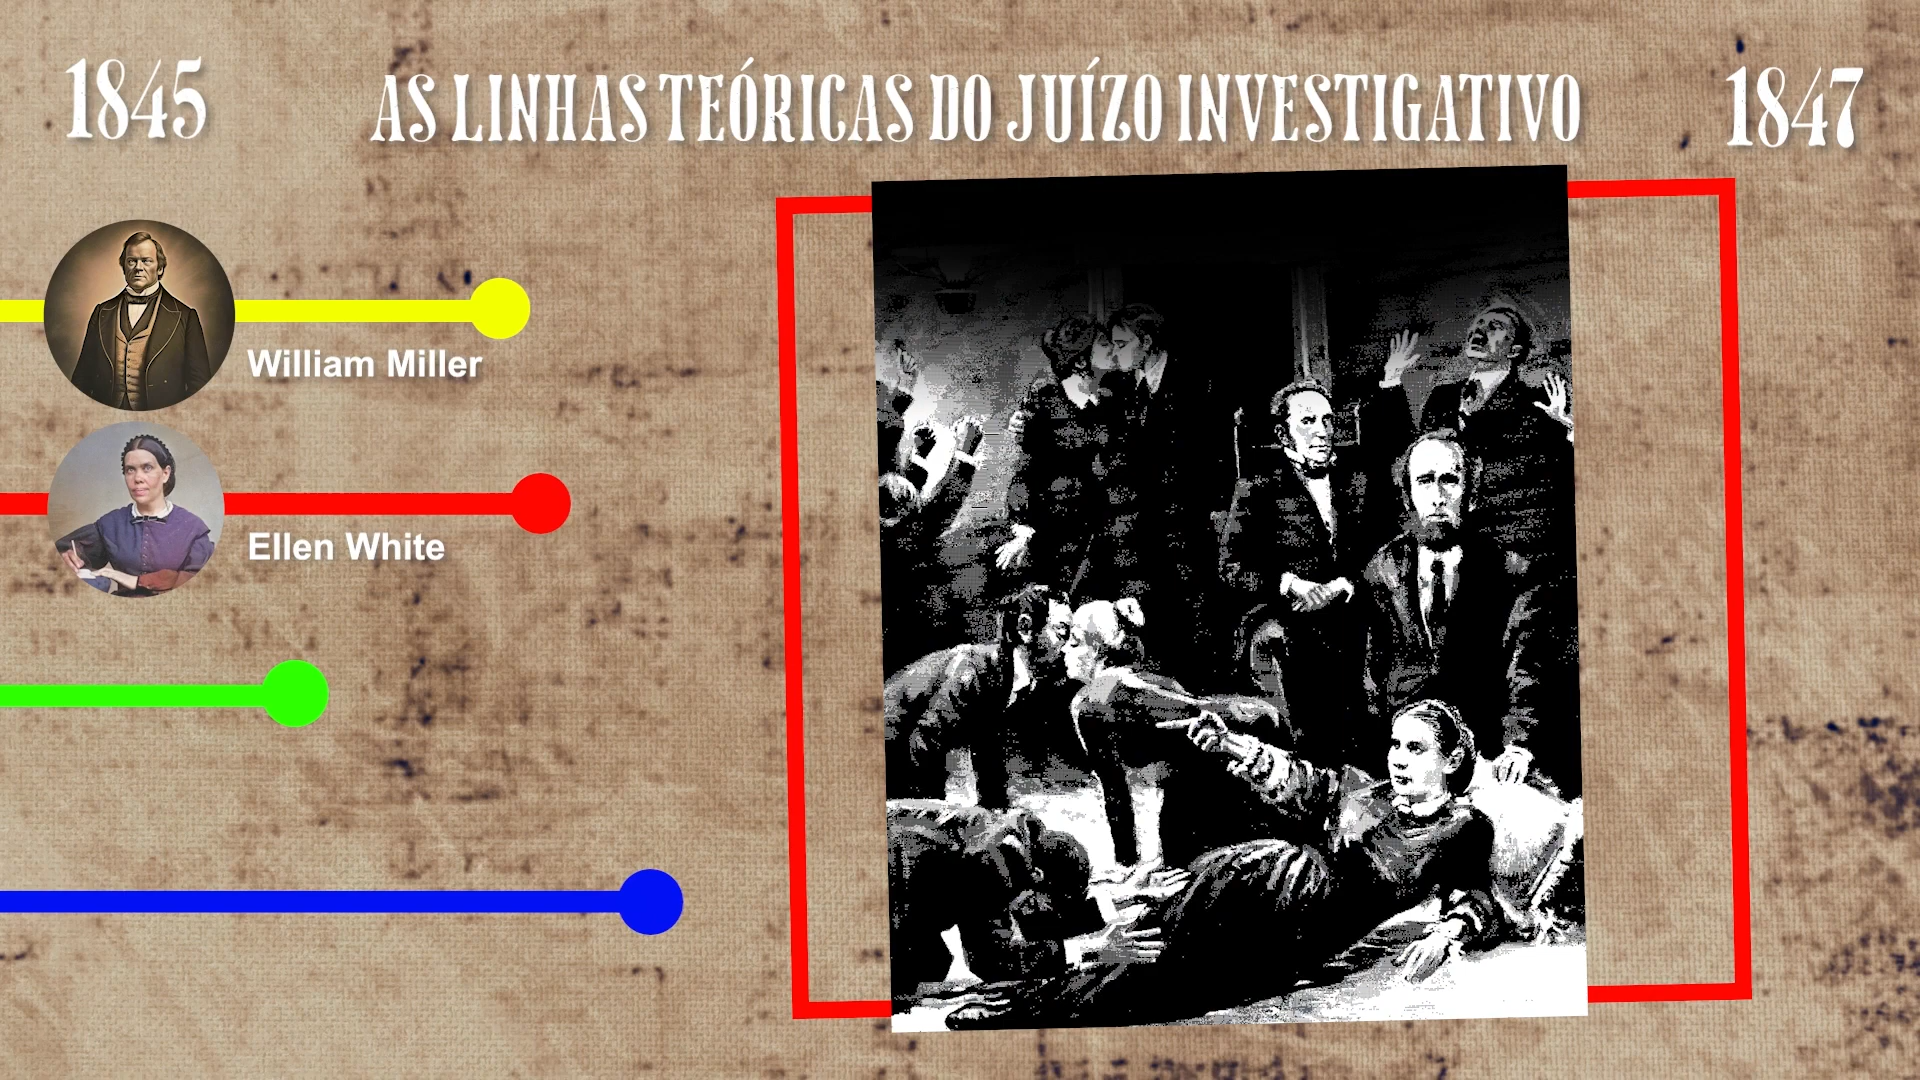 1845
AS LINHAS TEÓRICAS DO JUÍZO INVESTIGATIVO
1847
William Miller
Ellen White